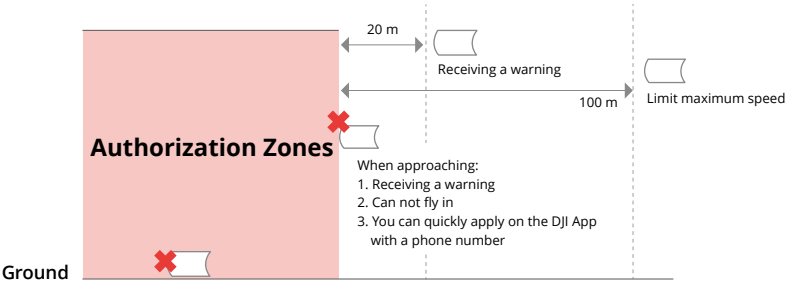 20 m
Receiving a warning
100 m
Limit maximum speed
Authorization Zones
When approaching:
1. Receiving a warning
2. Can not fly in
3. You can quickly apply on the DJI App
with a phone number
Ground